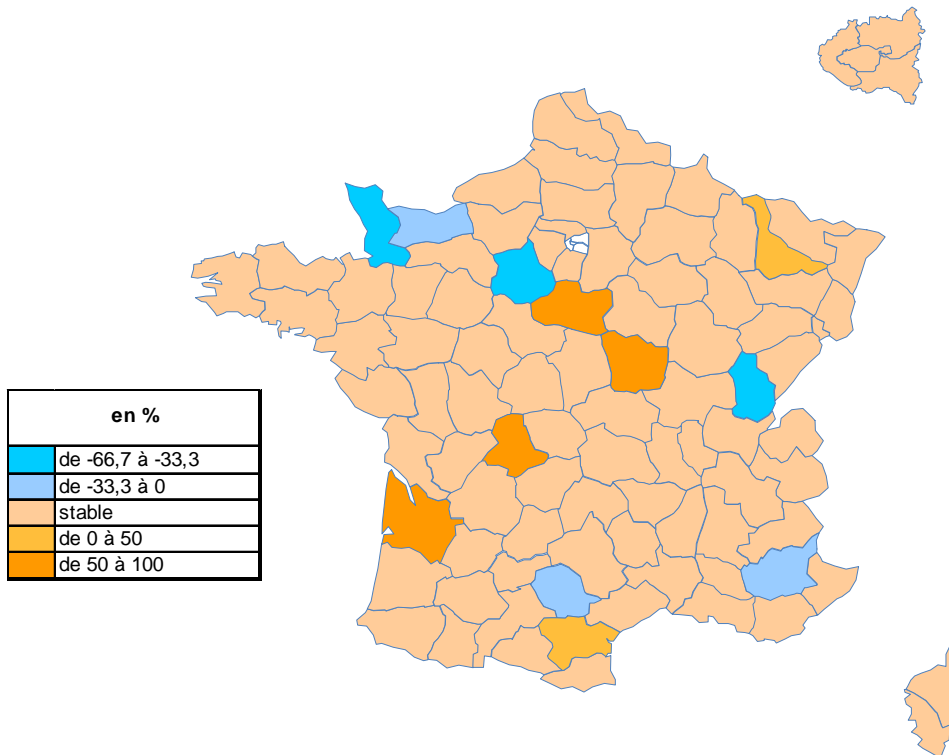 en %
de -66,7 à -33,3
de -33,3 à 0
stable
de 0 à 50
de 50 à 100